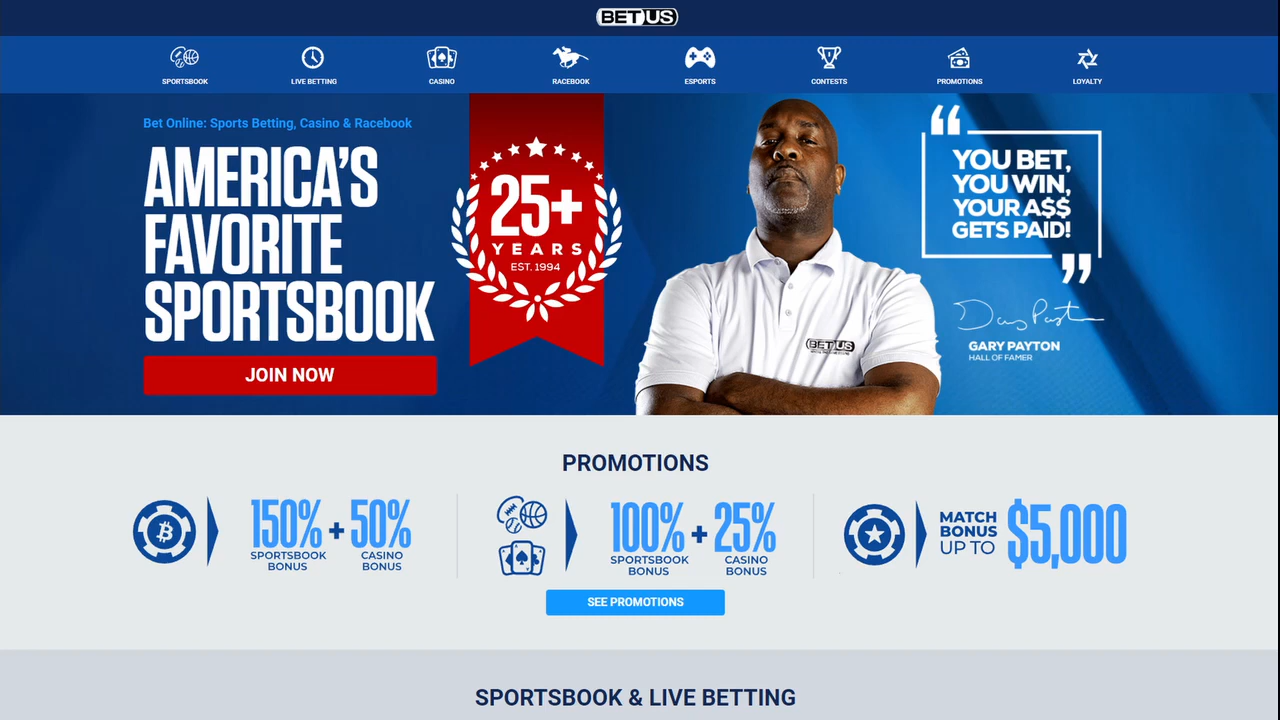 BETUS
SPORTSBOOK
LIVE BETTING
CASINO
RACEBOOK
ESPORTS
CONTESTS
PROMOTIONS
LOYALTY
Bet Online: Sports Betting, Casino & Racebook
AMERICA'S
FAVORITE
SPORTSBOOK
JOIN NOW
25+
YEARS
EST. 1994
BETUS
“
YOU BET,
YOU WIN,
YOUR A$$
GETS PAID!
”
Gary Payton
GARY PAYTON
HALL OF FAMER
PROMOTIONS
150% + 50%
SPORTSBOOK BONUS
CASINO BONUS
100% + 25%
SPORTSBOOK BONUS
CASINO BONUS
MATCH
BONUS
UP TO
$5,000
SEE PROMOTIONS
SPORTSBOOK & LIVE BETTING